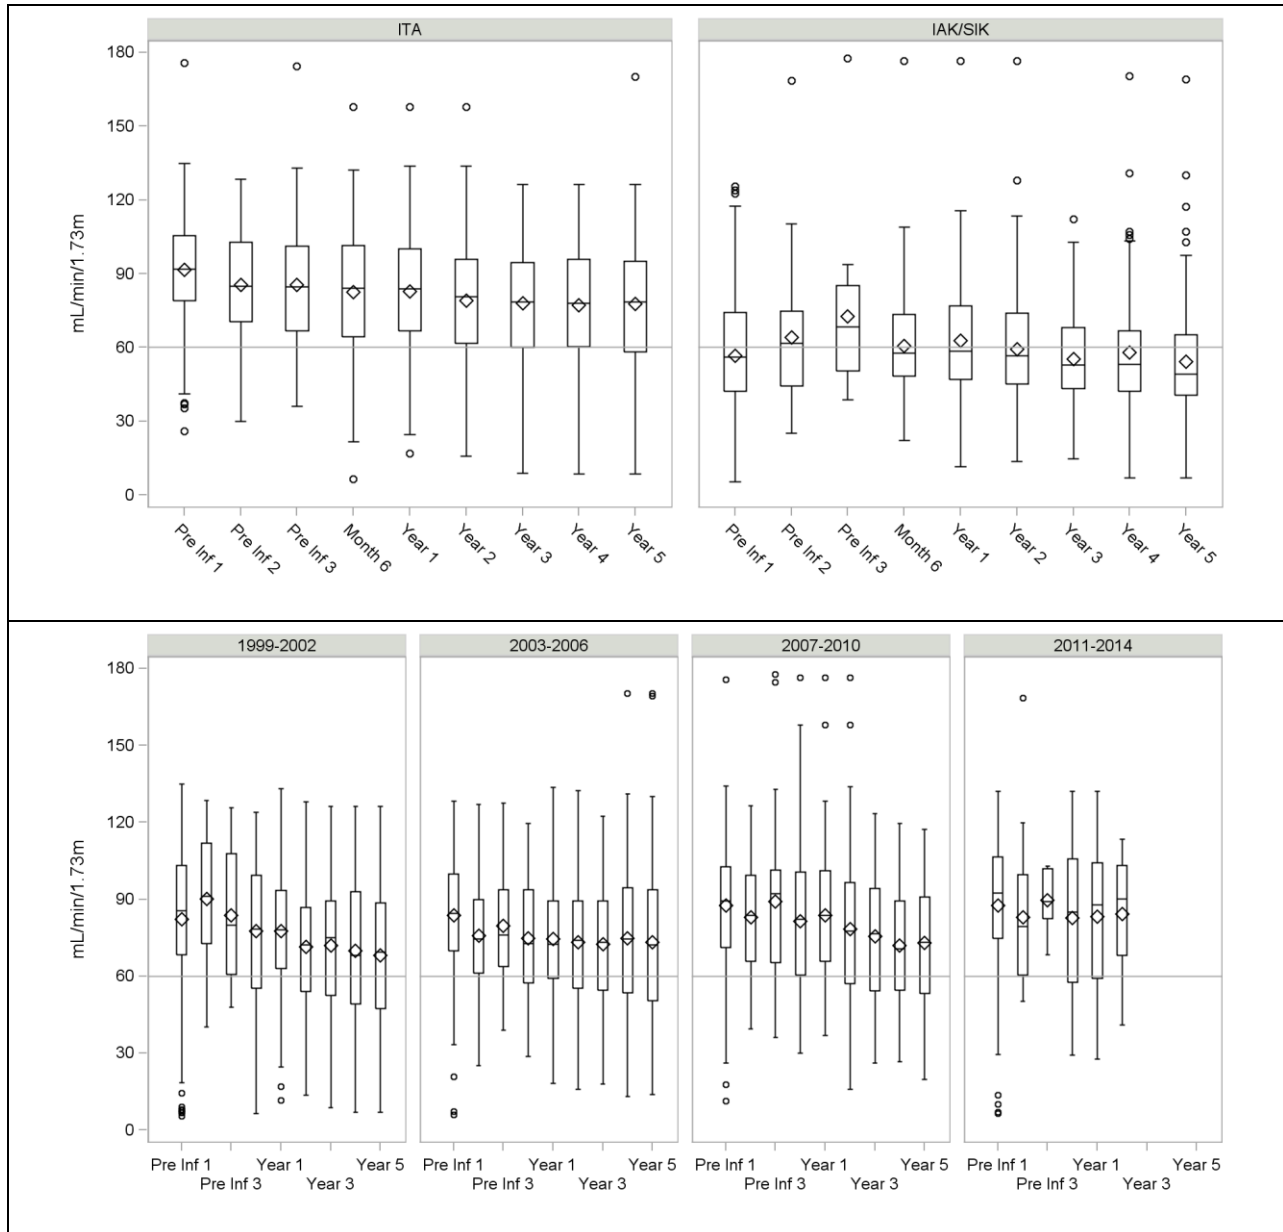 ITA
IAK/SIK
mL/min/1.73m
180
150
120
90
60
30
0
Pre Inf 1
Pre Inf 2
Pre Inf 3
Month 6
Year 1
Year 2
Year 3
Year 4
Year 5
Pre Inf 1
Pre Inf 2
Pre Inf 3
Month 6
Year 1
Year 2
Year 3
Year 4
Year 5
1999-2002
2003-2006
2007-2010
2011-2014
mL/min/1.73m
180
150
120
90
60
30
0
Pre Inf 1 Year 1 Year 5
Pre Inf 3 Year 3
Pre Inf 1 Year 1 Year 5
Pre Inf 3 Year 3
Pre Inf 1 Year 1 Year 5
Pre Inf 3 Year 3
Pre Inf 1 Year 1 Year 5
Pre Inf 3 Year 3